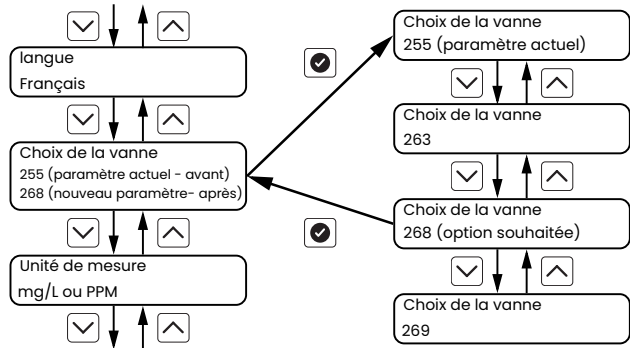 langue
Français
Choix de la vanne
255 (paramètre actuel - avant)
268 (nouveau paramètre- après)
Unité de mesure
mg/L ou PPM
Choix de la vanne
255 (paramètre actuel)
Choix de la vanne
263
Choix de la vanne
268 (option souhaitée)
Choix de la vanne
269